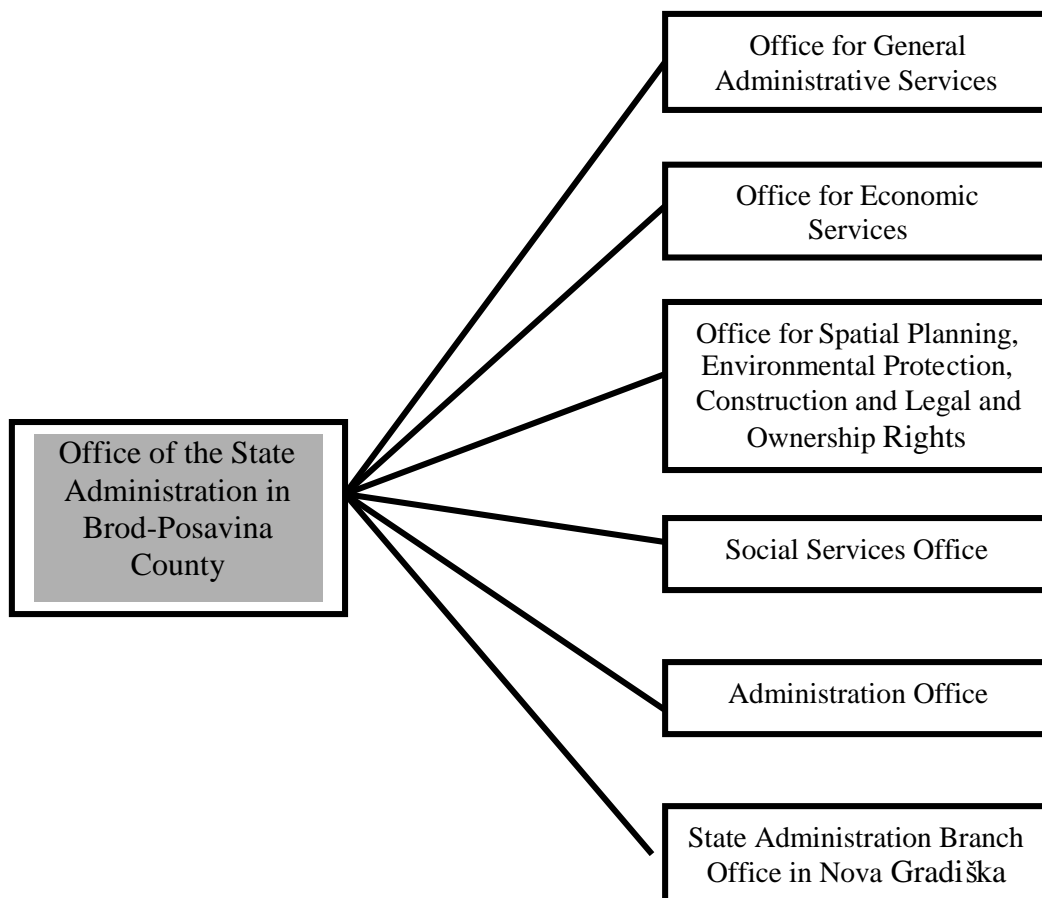 Office for General
Administrative Services
Office for Economic
Services
Office for Spatial Planning,
Environmental Protection,
Construction and Legal and
Ownership Rights
Office of the State
Administration in
Brod-Posavina
County
Social Services Office
Administration Office
State Administration Branch
Office in Nova Gradiška